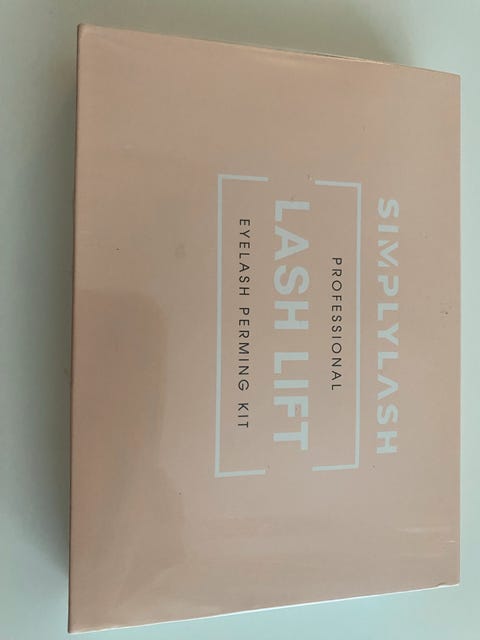 SIMPLYLASH
PROFESSIONAL
LASH LIFT
EYELASH PERMING KIT